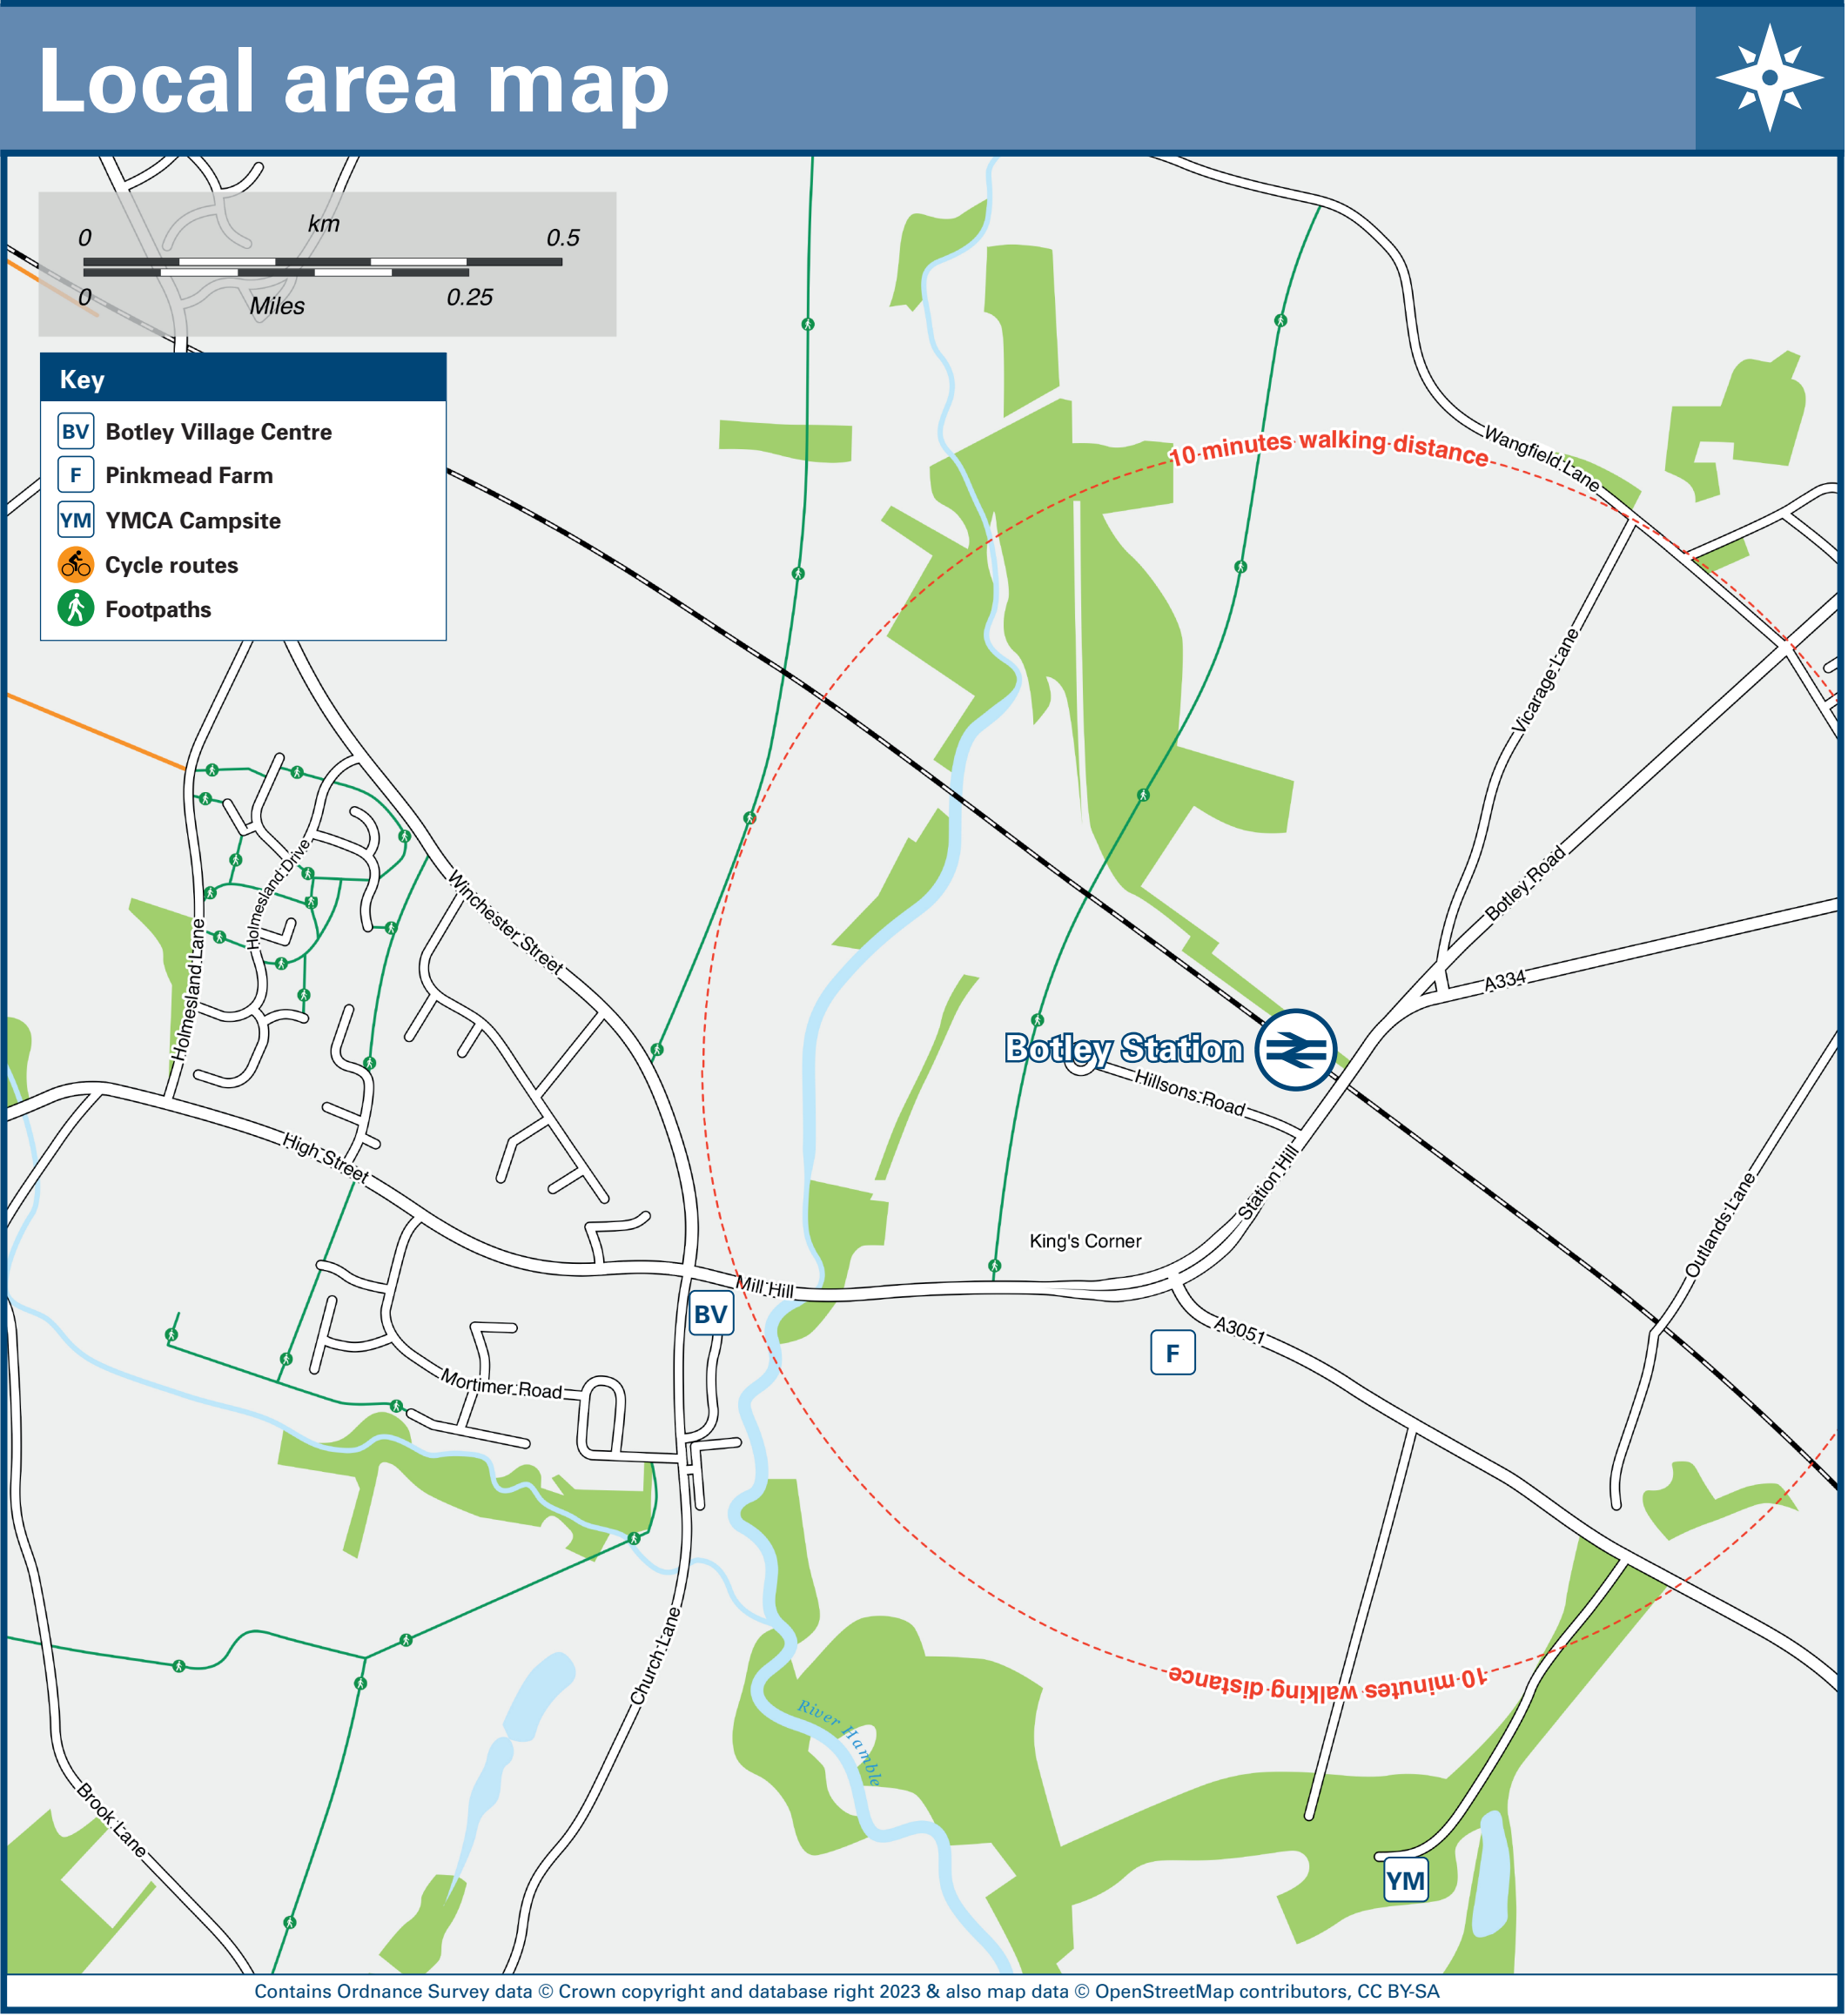 Local area map
km
0
0.5
0
Miles
0.25
Key
BV Botley Village Centre
F Pinkmead Farm
YM YMCA Campsite
Cycle routes
Footpaths
10 minutes walking distance
Wangfield Lane
Vicarage Lane
Botley Road
A334
Holmesland Drive
Winchester Street
Holmesland Lane
Botley Station
Hillsons Road
High Street
Station Hill
Outlands Lane
King's Corner
Mill Hill
BV
A3051
F
Mortimer Road
Church Lane
10 minutes walking distance
River Hamble
Brook Lane
YM
Contains Ordnance Survey data © Crown copyright and database right 2023 & also map data © OpenStreetMap contributors, CC BY-SA